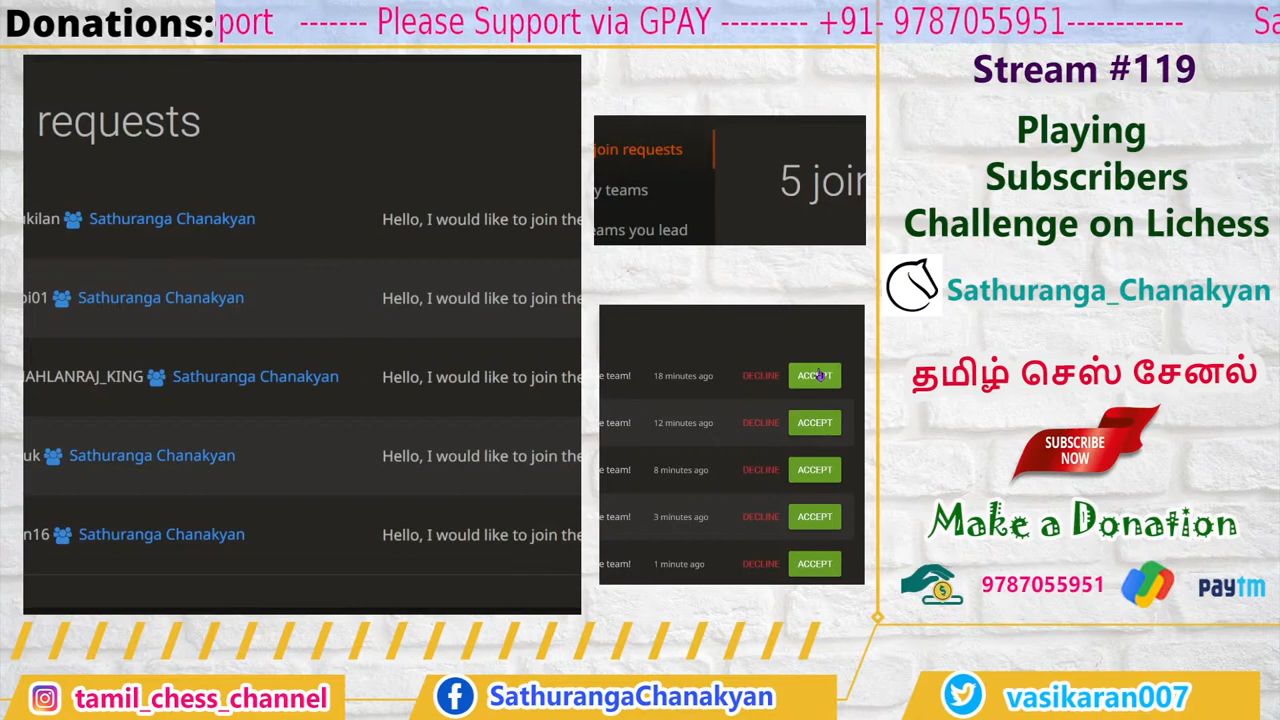 Donations:
port ------- Please Support via GPAY --------- +91- 9787055951------------ Sa
requests
kilan Sathuranga Chanakyan Hello, I would like to join the
i01 Sathuranga Chanakyan Hello, I would like to join the
AHLANRAJ_KING Sathuranga Chanakyan Hello, I would like to join the
uk Sathuranga Chanakyan Hello, I would like to join the
n16 Sathuranga Chanakyan Hello, I would like to join the
join requests
y teams
eams you lead
5 join
e team! 18 minutes ago DECLINE ACCEPT
e team! 12 minutes ago DECLINE ACCEPT
e team! 8 minutes ago DECLINE ACCEPT
e team! 3 minutes ago DECLINE ACCEPT
e team! 1 minute ago DECLINE ACCEPT
Stream #119
Playing
Subscribers
Challenge on Lichess
Sathuranga_Chanakyan
தமிழ் செஸ் சேனல்
SUBSCRIBE
NOW
Make a Donation
9787055951 paytm
tamil_chess_channel
SathurangaChanakyan
vasikaran007